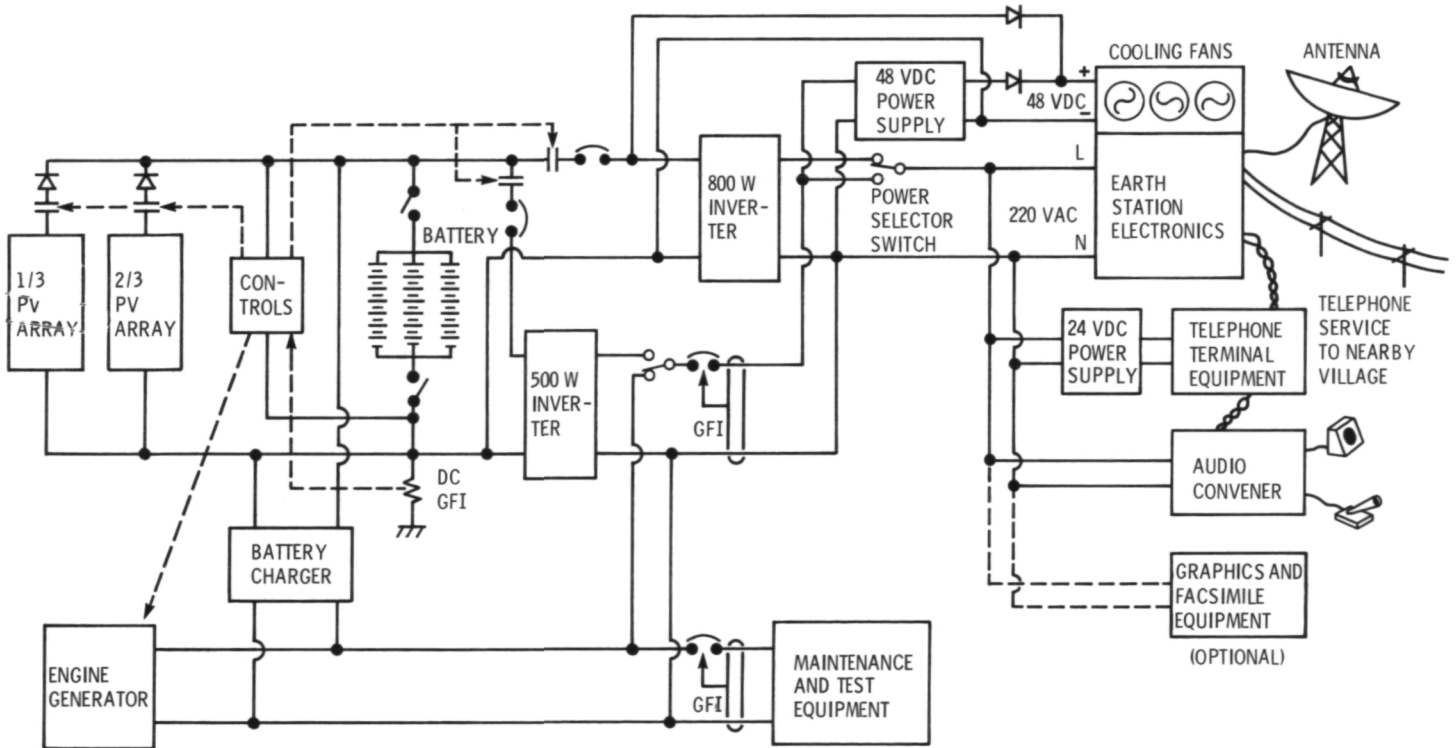 COOLING FANS
ANTENNA
48 VDC
POWER
SUPPLY
+
48 VDC
−
L
800 W
INVER-
TER
POWER
SELECTOR
SWITCH
220 VAC
N
EARTH
STATION
ELECTRONICS
BATTERY
1/3
PV
ARRAY
2/3
PV
ARRAY
CON-
TROLS
TELEPHONE
SERVICE
TO NEARBY
VILLAGE
24 VDC
POWER
SUPPLY
TELEPHONE
TERMINAL
EQUIPMENT
500 W
INVER-
TER
GFI
DC
GFI
AUDIO
CONVENER
BATTERY
CHARGER
GRAPHICS AND
FACSIMILE
EQUIPMENT
(OPTIONAL)
ENGINE
GENERATOR
GFI
MAINTENANCE
AND TEST
EQUIPMENT